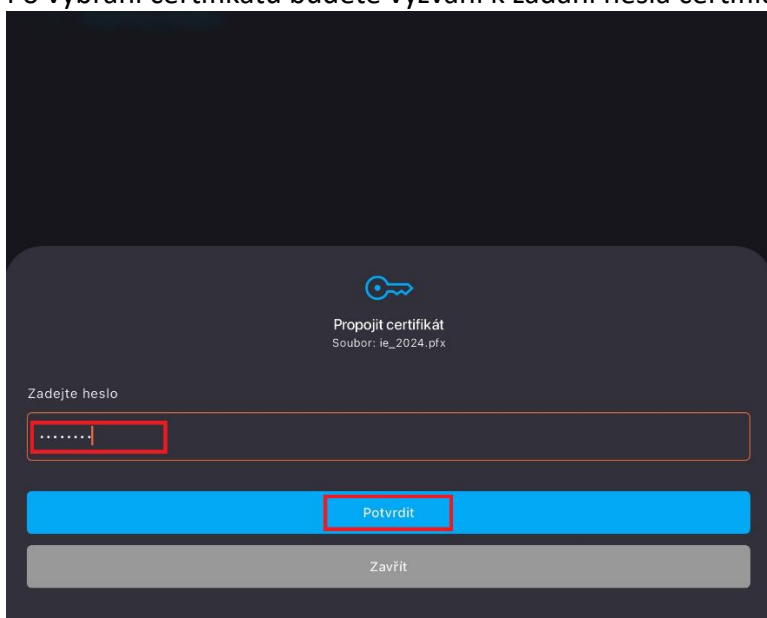 Po vybrání certifikátu budete vyzváni k zadání hesla
Propojit certifikát
Soubor: ie_2024.pfx
Zadejte heslo
........
Potvrdit
Zavřít